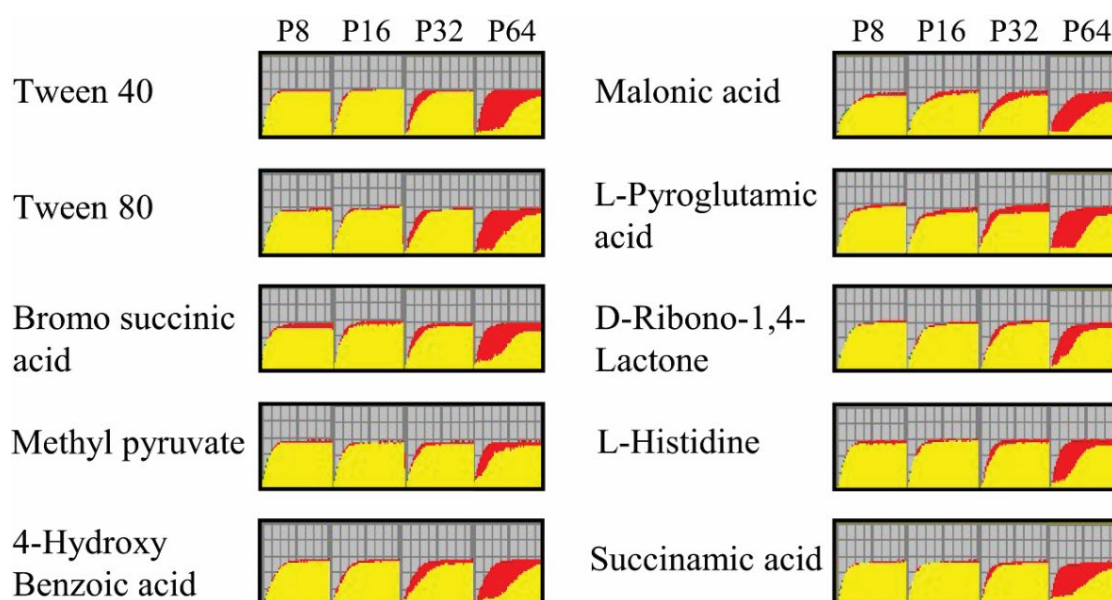 P8 P16 P32 P64
Tween 40
Tween 80
Bromo succinic
acid
Methyl pyruvate
4-Hydroxy
Benzoic acid
P8 P16 P32 P64
Malonic acid
L-Pyroglutamic
acid
D-Ribono-1,4-
Lactone
L-Histidine
Succinamic acid